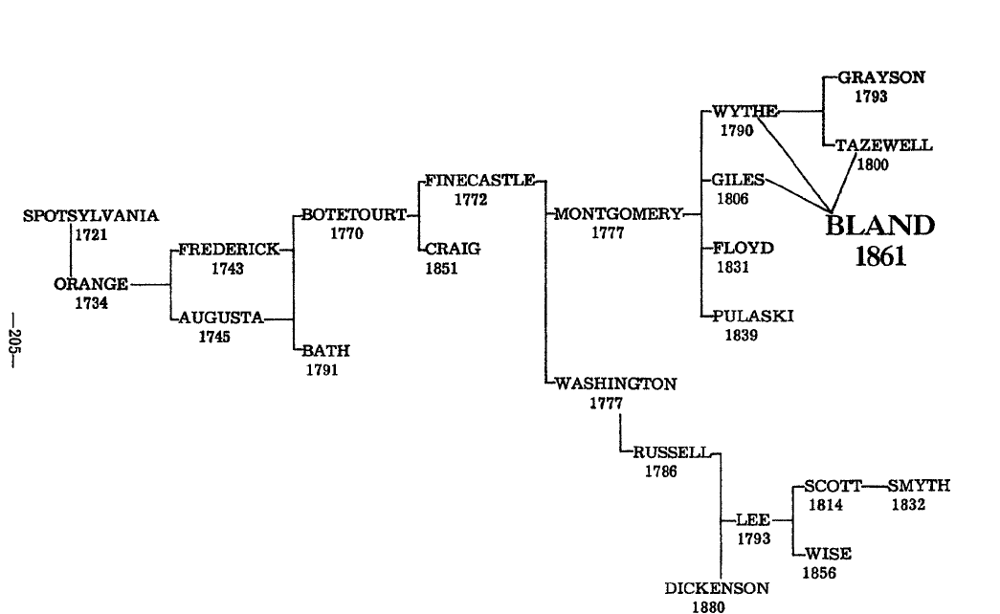 GRAYSON
1793
WYTHE
1790
TAZEWELL
1800
FINECASTLE
1772
GILES
1806
SPOTSYLVANIA
1721
BOTETOURT
1770
MONTGOMERY
1777
BLAND
1861
FREDERICK
1743
CRAIG
1851
FLOYD
1831
ORANGE
1734
AUGUSTA
1745
PULASKI
1839
—205—
BATH
1791
WASHINGTON
1777
RUSSELL
1786
SCOTT
1814
SMYTH
1832
LEE
1793
WISE
1856
DICKENSON
1880